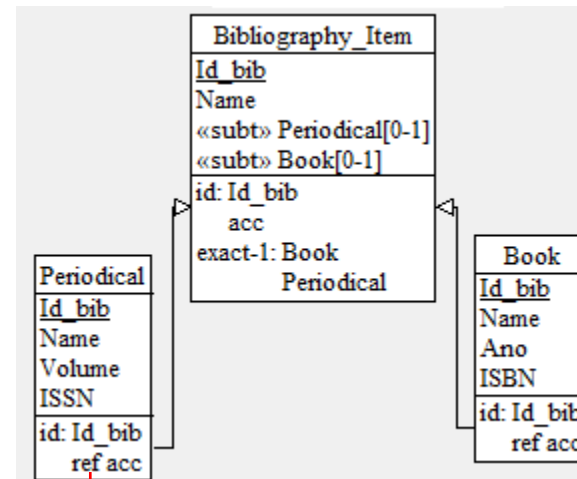 Bibliography_Item
Id_bib
Name
«subt» Periodical[0-1]
«subt» Book[0-1]
id: Id_bib
acc
exact-1: Book
Periodical
Periodical
Id_bib
Name
Volume
ISSN
id: Id_bib
ref acc
Book
Id_bib
Name
Ano
ISBN
id: Id_bib
ref acc